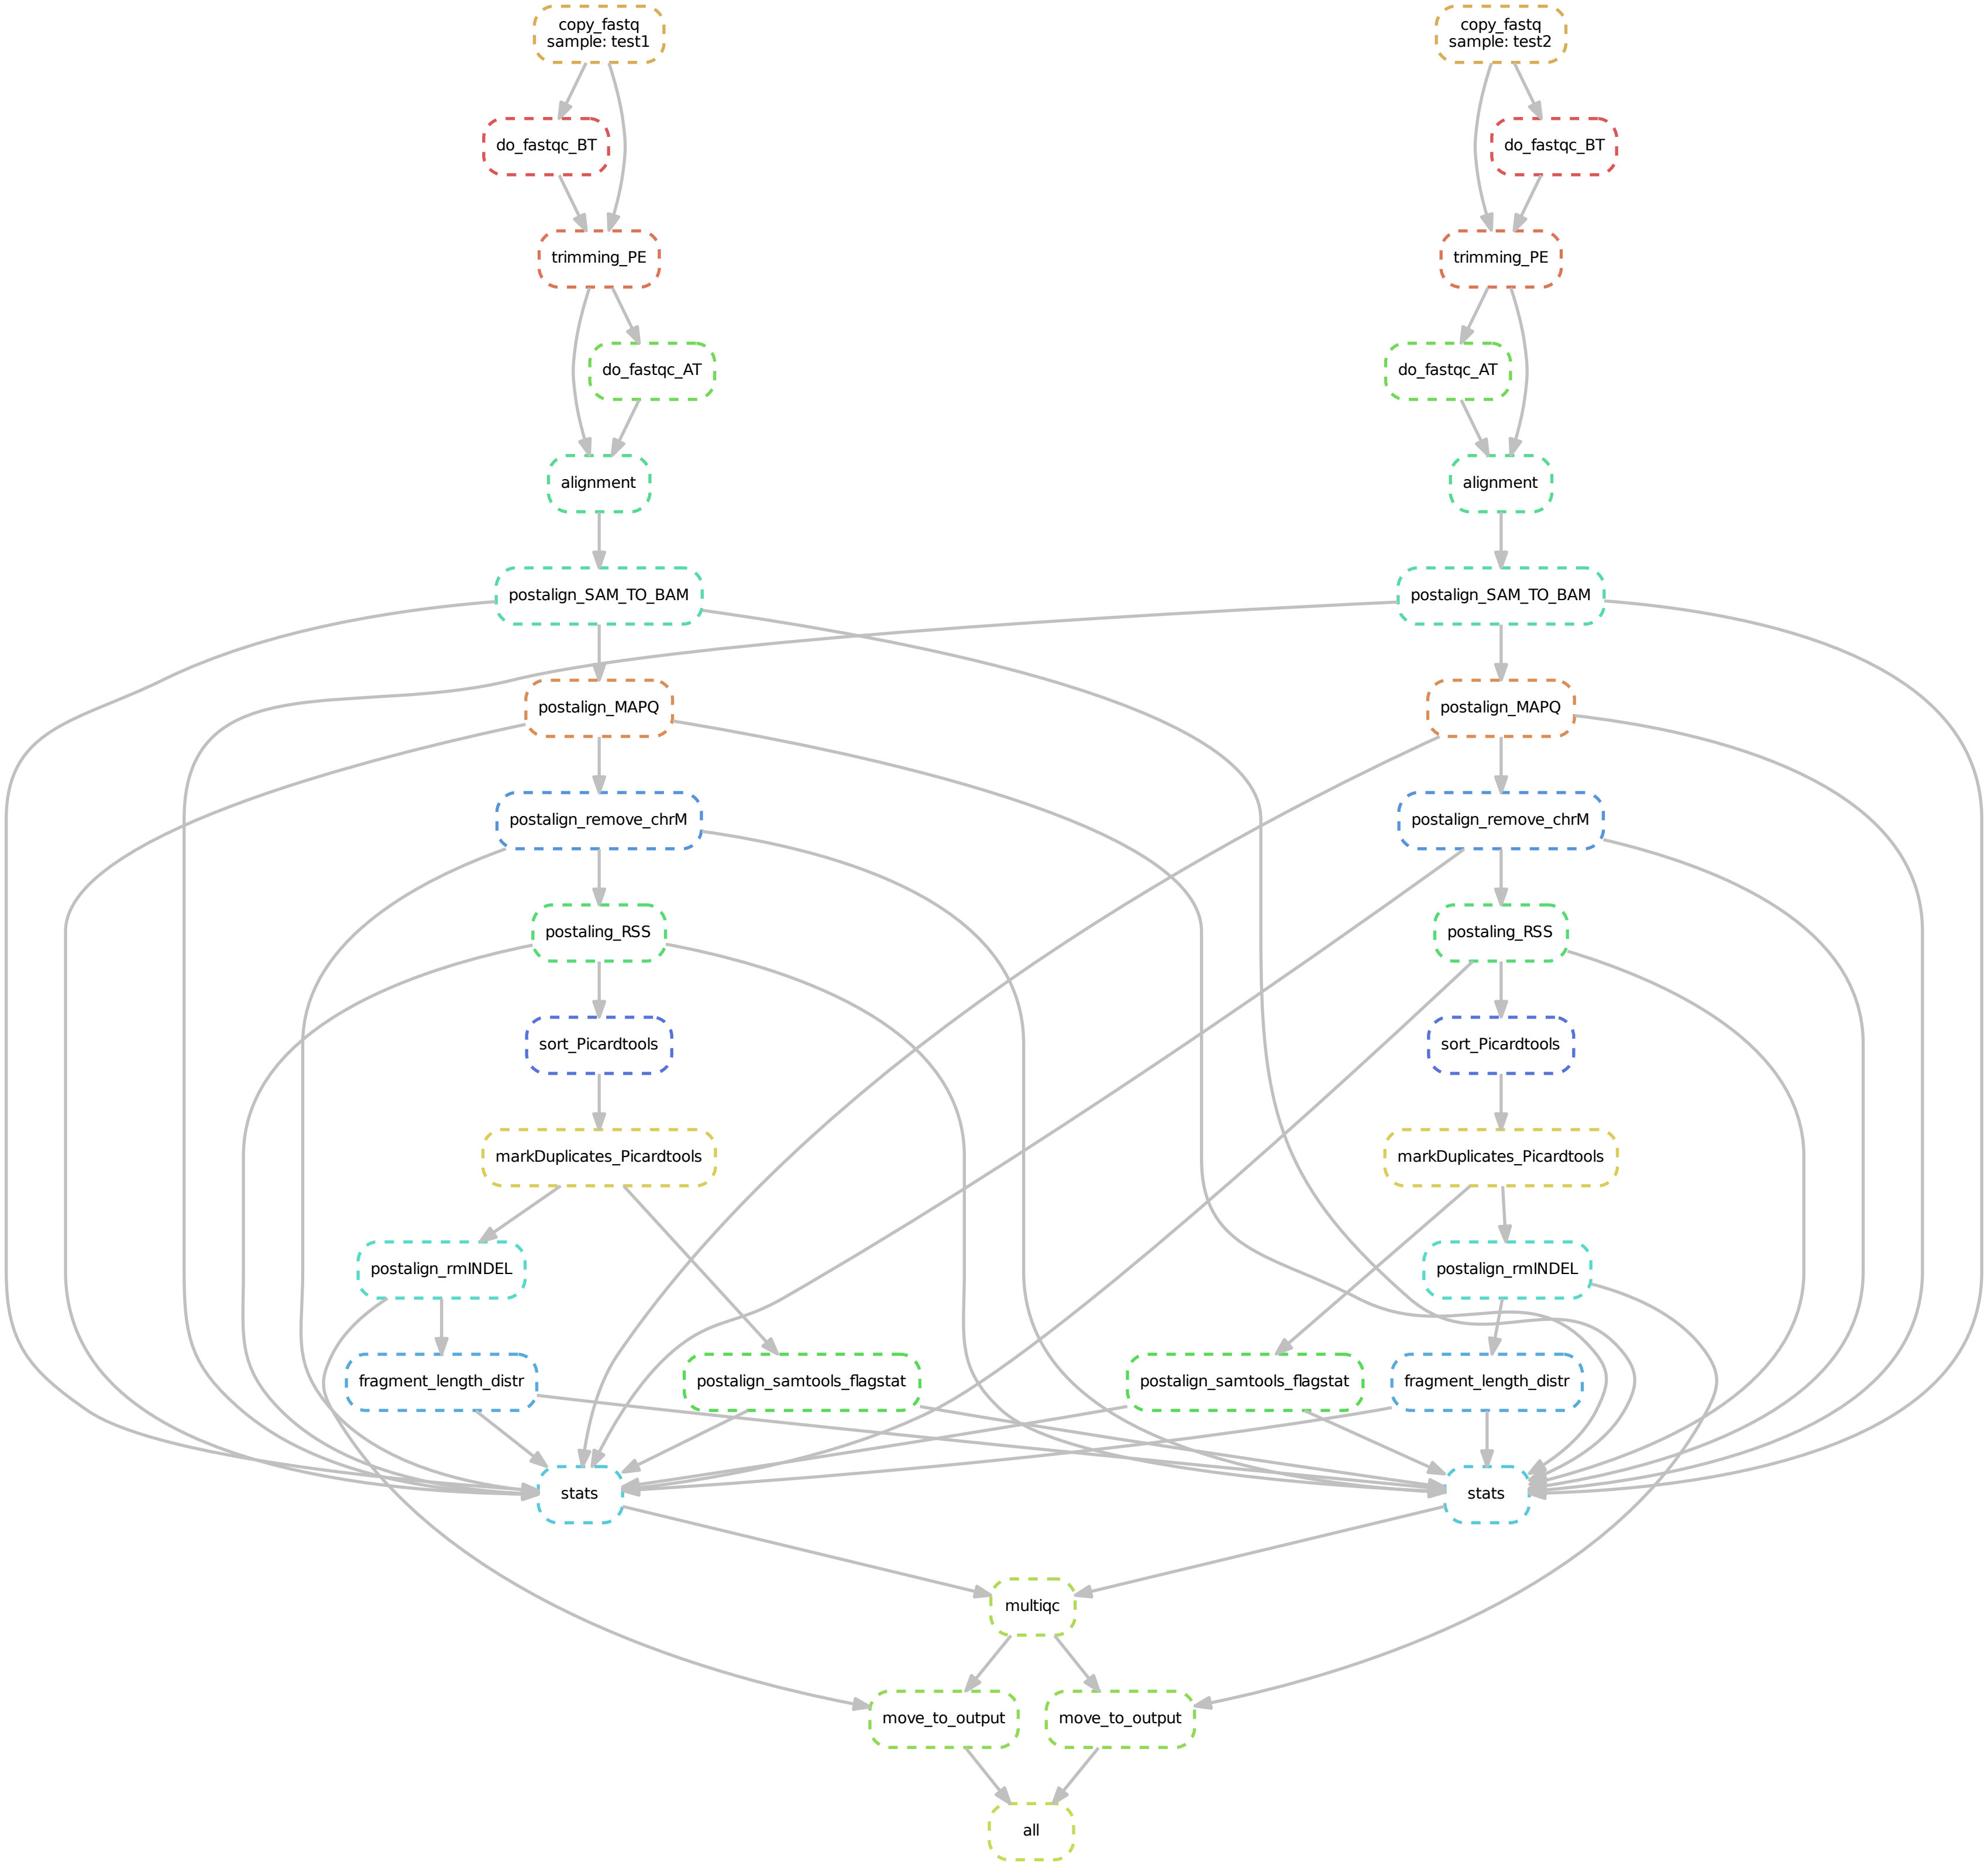 copy_fastq
sample: test1
copy_fastq
sample: test2
do_fastqc_BT
do_fastqc_BT
trimming_PE
trimming_PE
do_fastqc_AT
do_fastqc_AT
alignment
alignment
postalign_SAM_TO_BAM
postalign_SAM_TO_BAM
postalign_MAPQ
postalign_MAPQ
postalign_remove_chrM
postalign_remove_chrM
postaling_RSS
postaling_RSS
sort_Picardtools
sort_Picardtools
markDuplicates_Picardtools
markDuplicates_Picardtools
postalign_rmINDEL
postalign_rmINDEL
fragment_length_distr
postalign_samtools_flagstat
postalign_samtools_flagstat
fragment_length_distr
stats
stats
multiqc
move_to_output
move_to_output
all